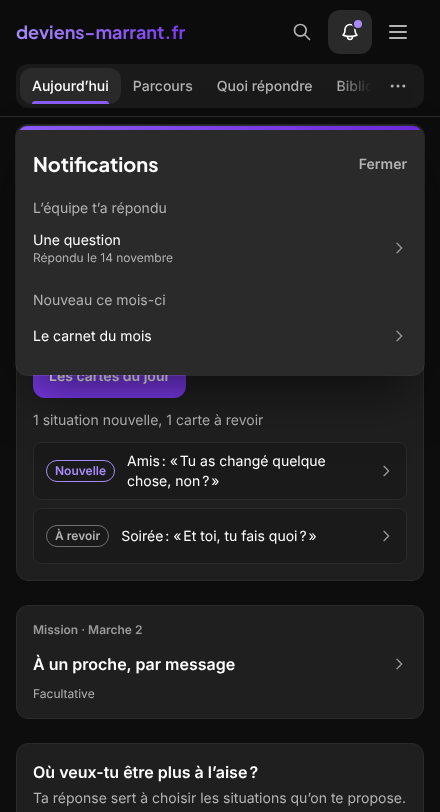 deviens-marrant.fr
Aujourd’hui
Parcours
Quoi répondre
Biblio
Notifications
Fermer
L’équipe t’a répondu
Une question
Répondu le 14 novembre
Nouveau ce mois-ci
Le carnet du mois
Les cartes du jour
1 situation nouvelle, 1 carte à revoir
Nouvelle
Amis : « Tu as changé quelque
chose, non ? »
À revoir
Soirée : « Et toi, tu fais quoi ? »
Mission · Marche 2
À un proche, par message
Facultative
Où veux-tu être plus à l’aise ?
Ta réponse sert à choisir les situations qu’on te propose.